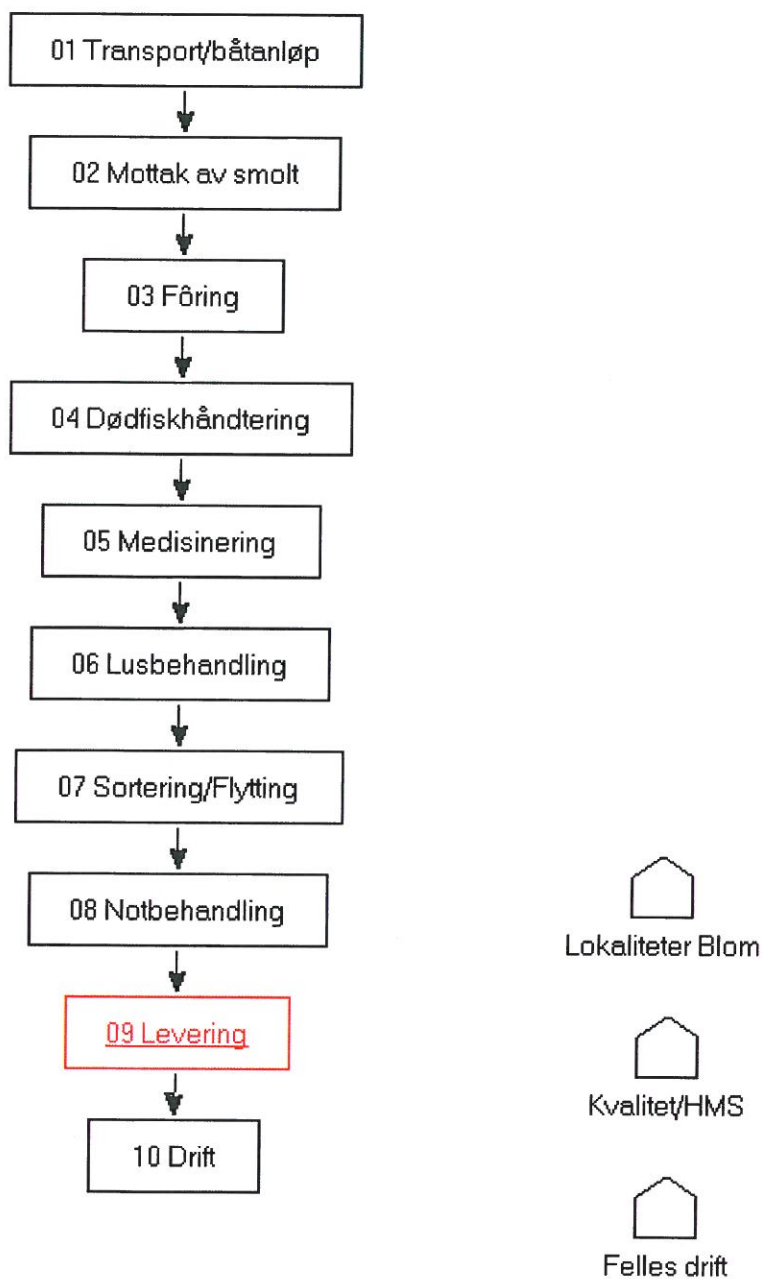 01 Transport/båtanløp
02 Mottak av smolt
03 Fôring
04 Dødfiskhåndtering
05 Medisinering
06 Lusbehandling
07 Sortering/Flytting
08 Notbehandling
09 Levering
10 Drift
Lokaliteter Blom
Kvalitet/HMS
Felles drift